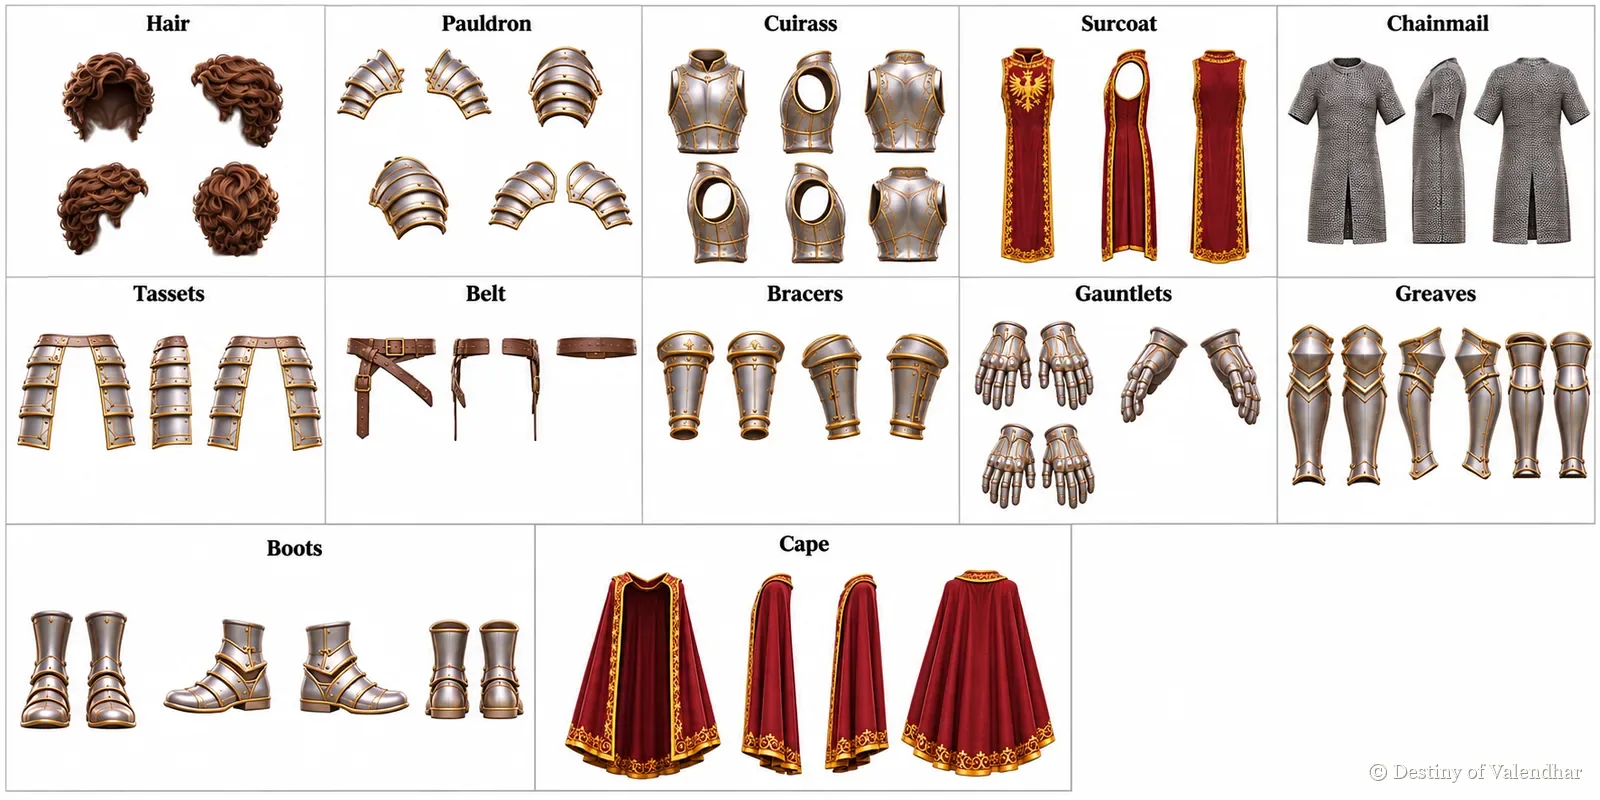 Hair
Pauldron
Cuirass
Surcoat
Chainmail
Tassets
Belt
Bracers
Gauntlets
Greaves
Boots
Cape
© Destiny of Valendhar